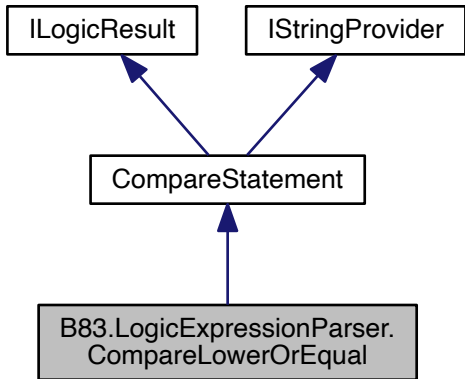 ILogicResult
IStringProvider
CompareStatement
B83.LogicExpressionParser.
CompareLowerOrEqual